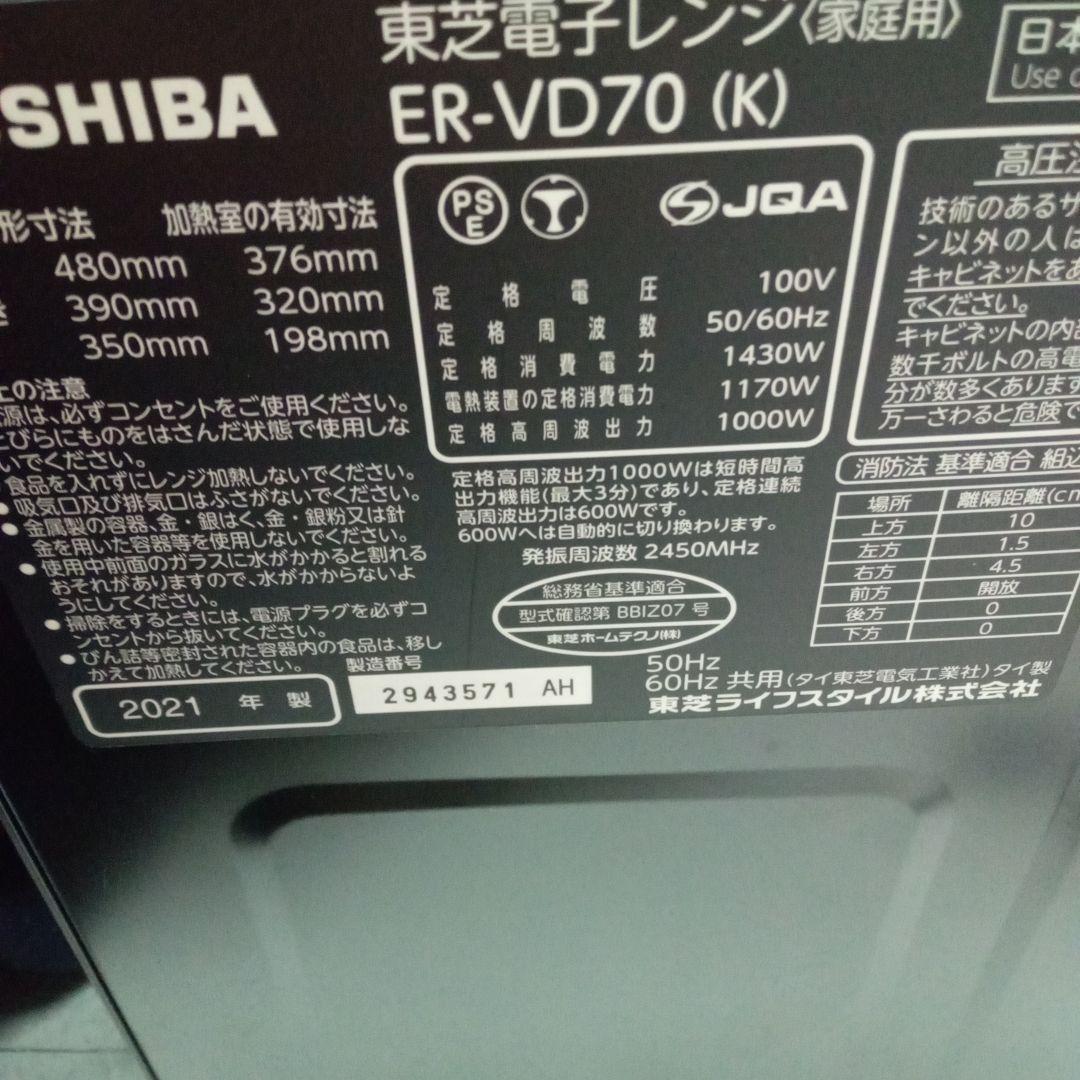 東芝電子レンジ〈家庭用〉
SHIBA
ER-VD70 (K)
日本
Use
形寸法 加熱室の有効寸法
480mm 376mm
390mm 320mm
350mm 198mm
上の注意
源は、必ずコンセントをご使用ください。
とびらにものをはさんだ状態で使用しな
いでください。
食品を入れずにレンジ加熱しないでください。
● 吸気口及び排気口はふさがないでください。
● 金属製の容器、金・銀はく、金・銀粉又は針
金を用いた容器等を使用しないでください。
● 使用中前面のガラスに水がかかると割れる
おそれがありますので、水がかからないよ
うにしてください。
● 掃除をするときには、電源プラグを必ずコ
ンセントから抜いてください。
● びん詰等密封された容器内の食品は、移し
かえて加熱してください。
PS
E
JQA
定格電圧 100V
定格周波数 50/60Hz
定格消費電力 1430W
電熱装置の定格消費電力 1170W
定格高周波出力 1000W
定格高周波出力1000Wは短時間高
出力機能(最大3分)であり、定格連続
高周波出力は600Wです。
600Wへは自動的に切り換わります。
発振周波数 2450MHz
総務省基準適合
型式確認第 BBIZ07 号
東芝ホームテクノ(株)
高圧注
技術のあるサ
ン以外の人は
キャビネットをあ
でください。
キャビネットの内部
数千ボルトの高電
分が数多くあります
万一さわると危険で
消防法 基準適合 組込
場所 離隔距離(cm
上方 10
左方 1.5
右方 4.5
前方 開放
後方 0
下方 0
2021 年 製
製造番号
2943571 AH
50Hz
60Hz 共用 (タイ東芝電気工業社)タイ製
東芝ライフスタイル株式会社